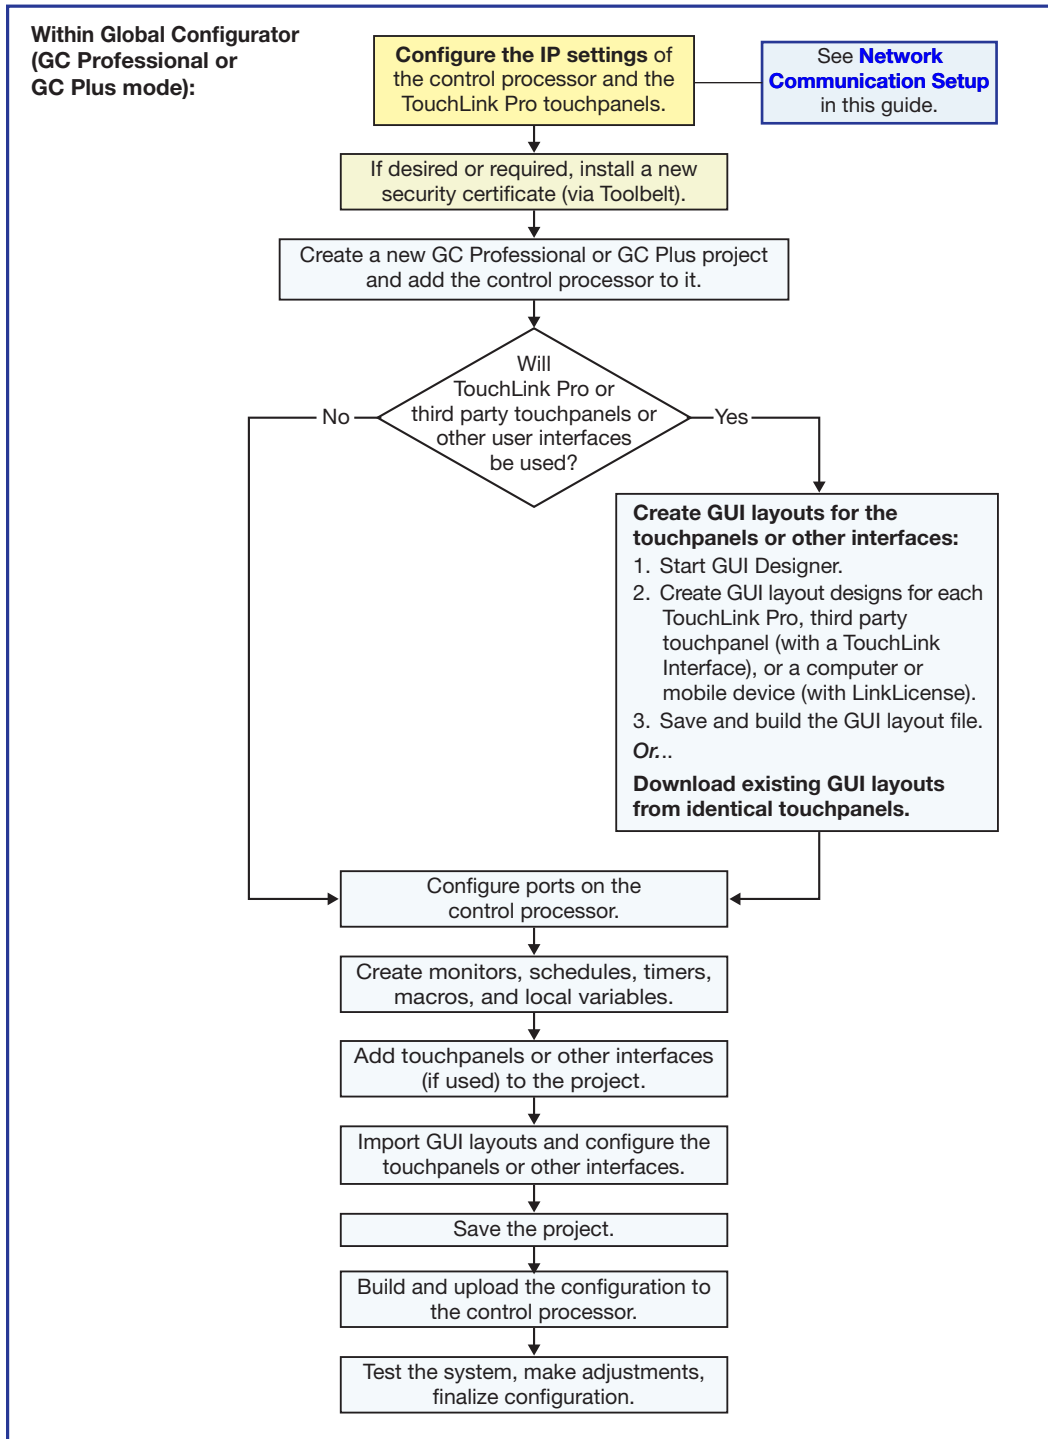 Within Global Configurator
(GC Professional or
GC Plus mode):
Configure the IP settings of
the control processor and the
TouchLink Pro touchpanels.
See Network
Communication Setup
in this guide.
If desired or required, install a new
security certificate (via Toolbelt).
Create a new GC Professional or GC Plus project
and add the control processor to it.
Will
TouchLink Pro or
third party touchpanels or
other user interfaces
be used?
No
Yes
Create GUI layouts for the
touchpanels or other interfaces:
1. Start GUI Designer.
2. Create GUI layout designs for each
TouchLink Pro, third party
touchpanel (with a TouchLink
Interface), or a computer or
mobile device (with LinkLicense).
3. Save and build the GUI layout file.
Or...
Download existing GUI layouts
from identical touchpanels.
Configure ports on the
control processor.
Create monitors, schedules, timers,
macros, and local variables.
Add touchpanels or other interfaces
(if used) to the project.
Import GUI layouts and configure the
touchpanels or other interfaces.
Save the project.
Build and upload the configuration to
the control processor.
Test the system, make adjustments,
finalize configuration.